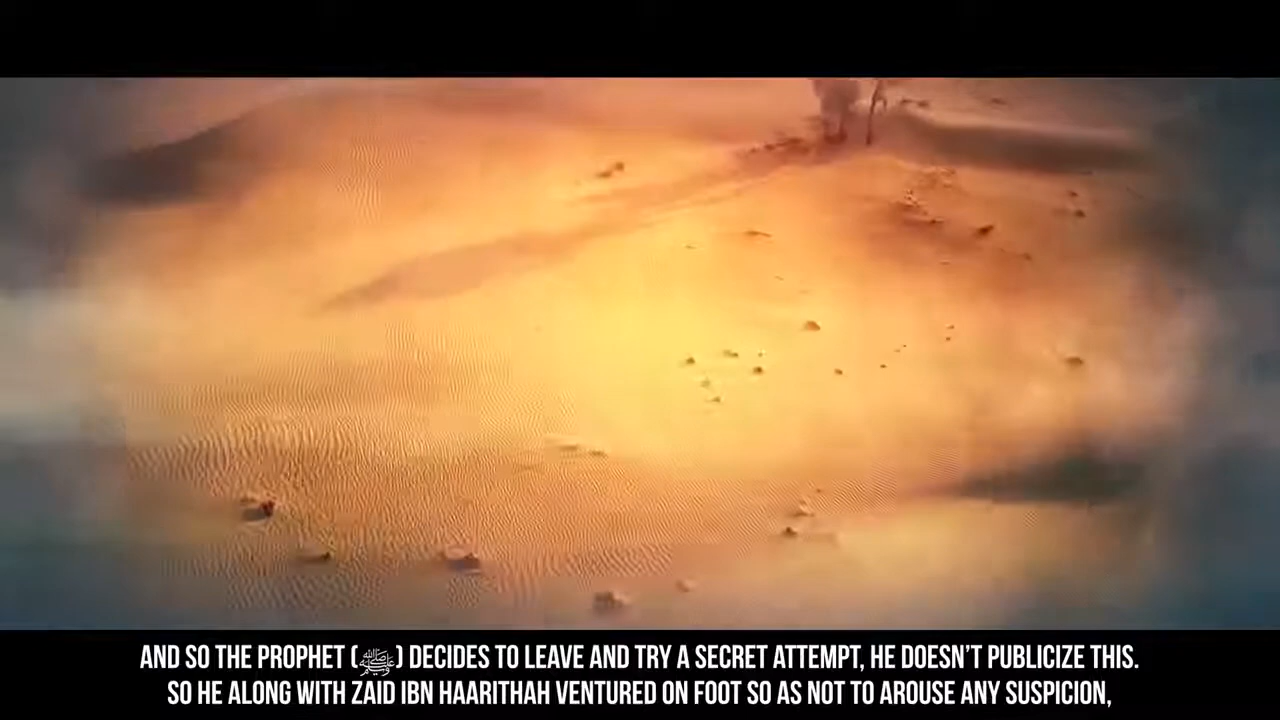 AND SO THE PROPHET (ﷺ) DECIDES TO LEAVE AND TRY A SECRET ATTEMPT, HE DOESN'T PUBLICIZE THIS.
SO HE ALONG WITH ZAID IBN HAARITHAH VENTURED ON FOOT SO AS NOT TO AROUSE ANY SUSPICION,